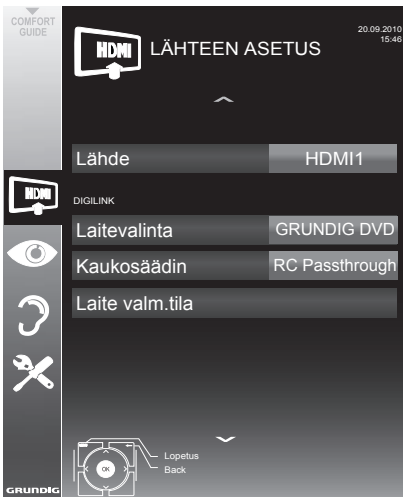 COMFORT
GUIDE
HDMI
LÄHTEEN ASETUS
20.09.2010
15:46
Lähde
HDMI1
HDMI
DIGILINK
Laitevalinta
GRUNDIG DVD
Kaukosäädin
RC Passthrough
Laite valm.tila
OK
Lopetus
Back
GRUNDIG